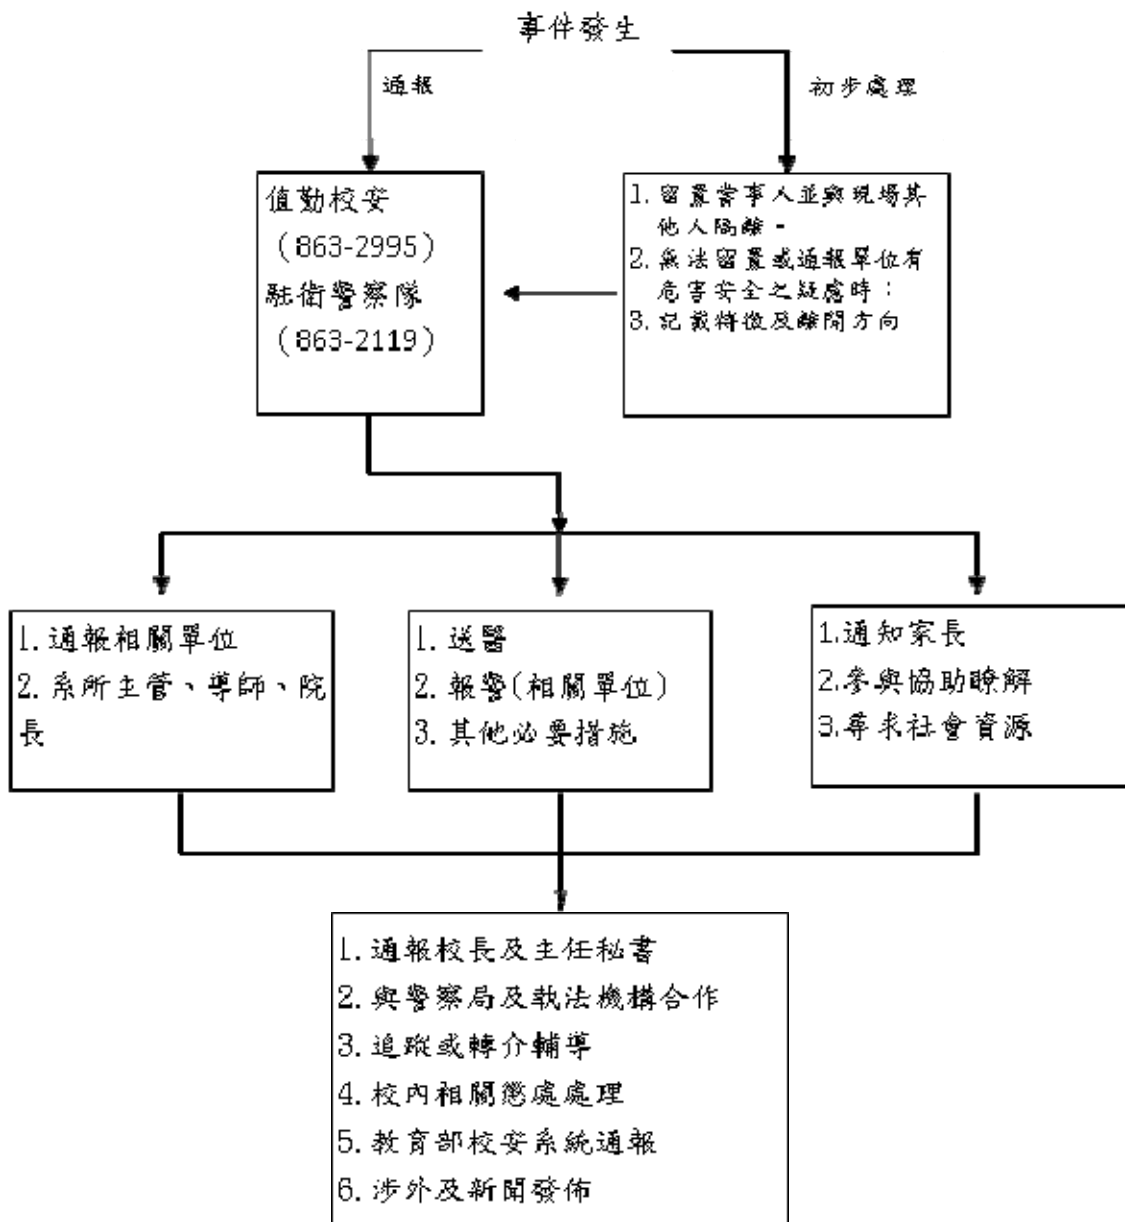 事件發生
通報
初步處理
值勤校安
（863-2995）
駐衛警察隊
（863-2119）
1. 留置當事人並與現場其
他人隔離。
2. 無法留置或通報單位有
危害安全之疑慮時：
3. 記載特徵及離開方向
1. 通報相關單位
2. 系所主管、導師、院
長
1. 送醫
2. 報警(相關單位)
3. 其他必要措施
1.通知家長
2.參與協助瞭解
3.尋求社會資源
1. 通報校長及主任秘書
2. 與警察局及執法機構合作
3. 追蹤或轉介輔導
4. 校內相關懲處處理
5. 教育部校安系統通報
6. 涉外及新聞發佈